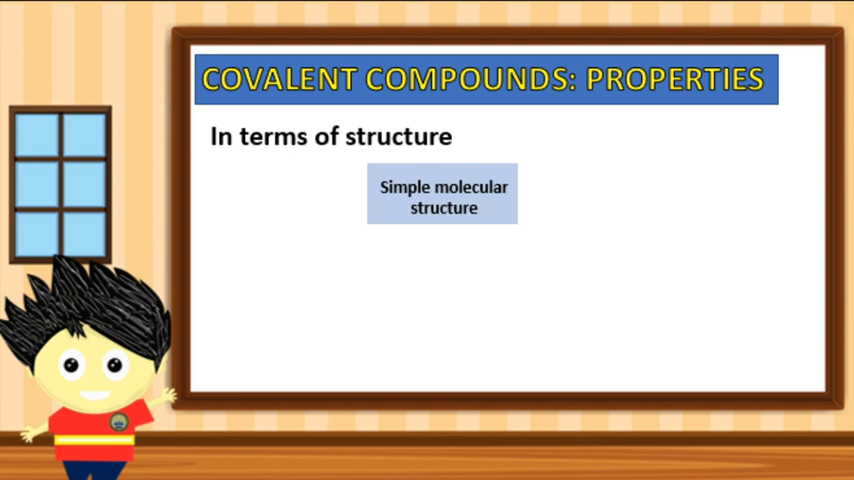 COVALENT COMPOUNDS: PROPERTIES
In terms of structure
Simple molecular
structure